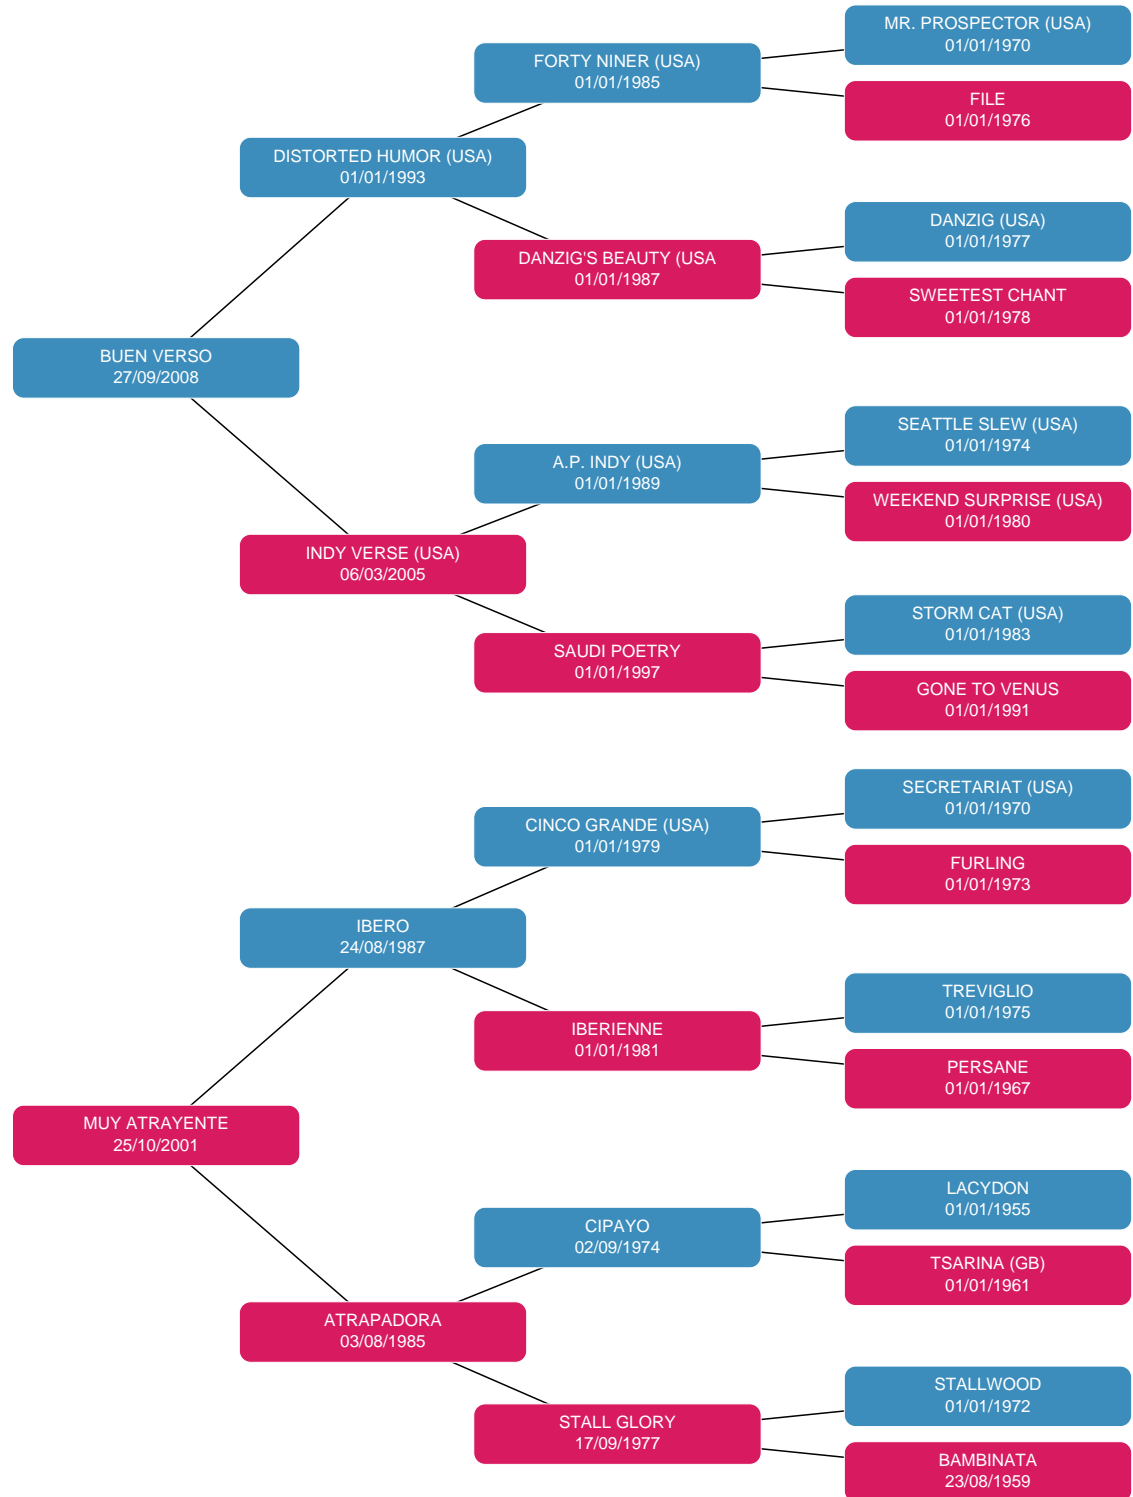 MR. PROSPECTOR (USA)
01/01/1970
FORTY NINER (USA)
01/01/1985
FILE
01/01/1976
DISTORTED HUMOR (USA)
01/01/1993
DANZIG (USA)
01/01/1977
DANZIG'S BEAUTY (USA
01/01/1987
SWEETEST CHANT
01/01/1978
BUEN VERSO
27/09/2008
SEATTLE SLEW (USA)
01/01/1974
A.P. INDY (USA)
01/01/1989
WEEKEND SURPRISE (USA)
01/01/1980
INDY VERSE (USA)
06/03/2005
STORM CAT (USA)
01/01/1983
SAUDI POETRY
01/01/1997
GONE TO VENUS
01/01/1991
SECRETARIAT (USA)
01/01/1970
CINCO GRANDE (USA)
01/01/1979
FURLING
01/01/1973
IBERO
24/08/1987
TREVIGLIO
01/01/1975
IBERIENNE
01/01/1981
PERSANE
01/01/1967
MUY ATRAYENTE
25/10/2001
LACYDON
01/01/1955
CIPAYO
02/09/1974
TSARINA (GB)
01/01/1961
ATRAPADORA
03/08/1985
STALLWOOD
01/01/1972
STALL GLORY
17/09/1977
BAMBINATA
23/08/1959